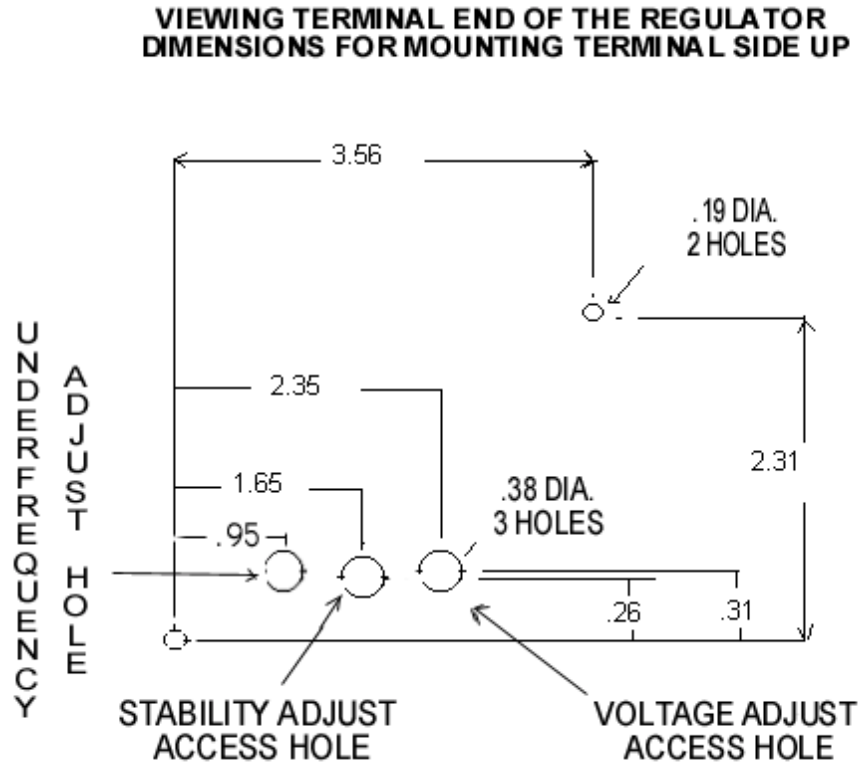 VIEWING TERMINAL END OF THE REGULATOR
DIMENSIONS FOR MOUNTING TERMINAL SIDE UP
3.56
.19 DIA.
2 HOLES
UNDERFREQUENCY
ADJUST HOLE
2.35
2.31
1.65
.38 DIA.
3 HOLES
.95
.26
.31
STABILITY ADJUST
ACCESS HOLE
VOLTAGE ADJUST
ACCESS HOLE